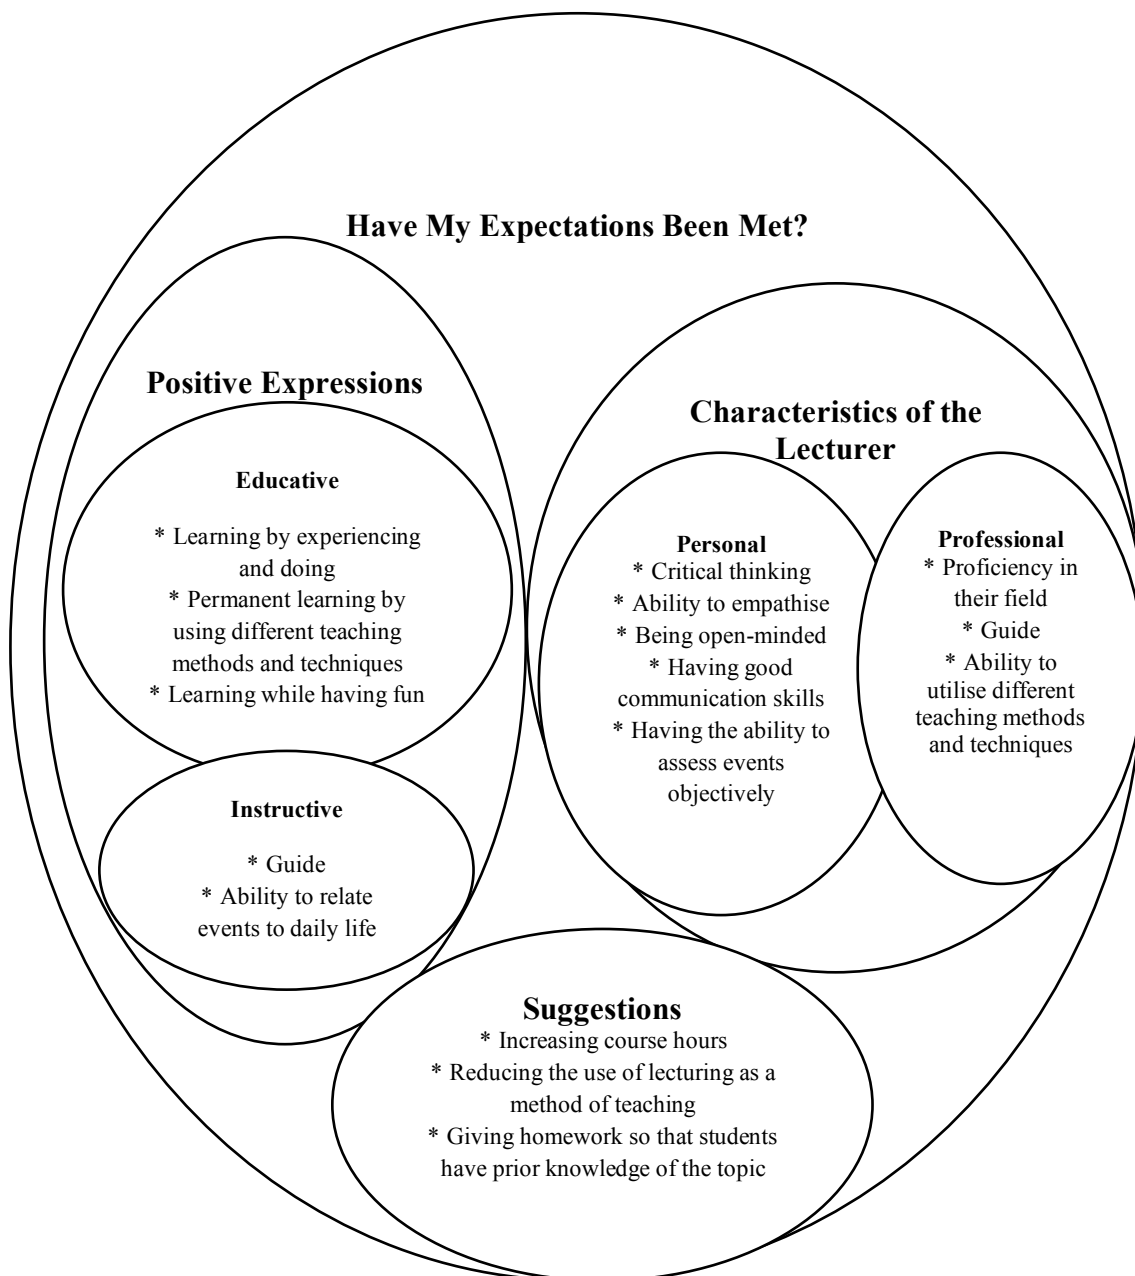 Have My Expectations Been Met?
Positive Expressions
Educative
* Learning by experiencing
and doing
* Permanent learning by
using different teaching
methods and techniques
* Learning while having fun
Instructive
* Guide
* Ability to relate
events to daily life
Characteristics of the
Lecturer
Personal
* Critical thinking
* Ability to empathise
* Being open-minded
* Having good
communication skills
* Having the ability to
assess events
objectively
Professional
* Proficiency in
their field
* Guide
* Ability to
utilise different
teaching methods
and techniques
Suggestions
* Increasing course hours
* Reducing the use of lecturing as a
method of teaching
* Giving homework so that students
have prior knowledge of the topic